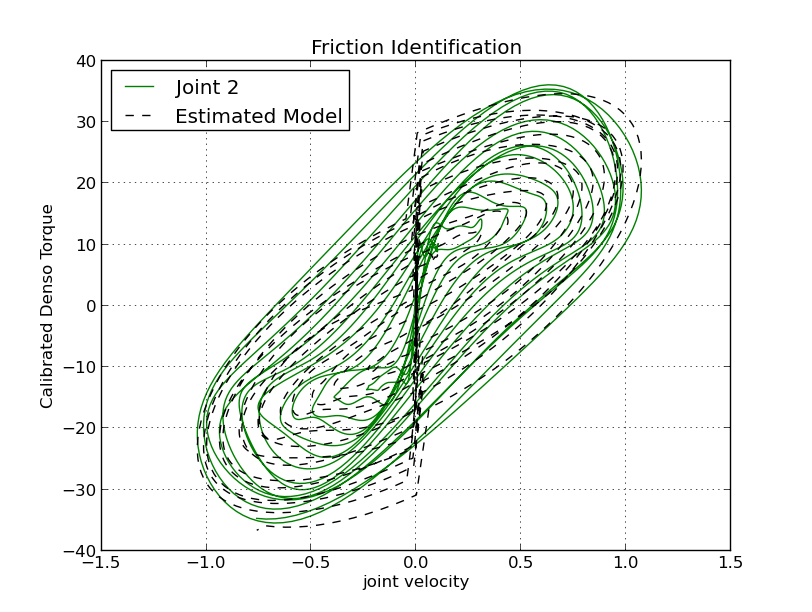 Friction Identification
Joint 2
Estimated Model
Calibrated Denso Torque
40
30
20
10
0
−10
−20
−30
−40
−1.5 −1.0 −0.5 0.0 0.5 1.0 1.5
joint velocity